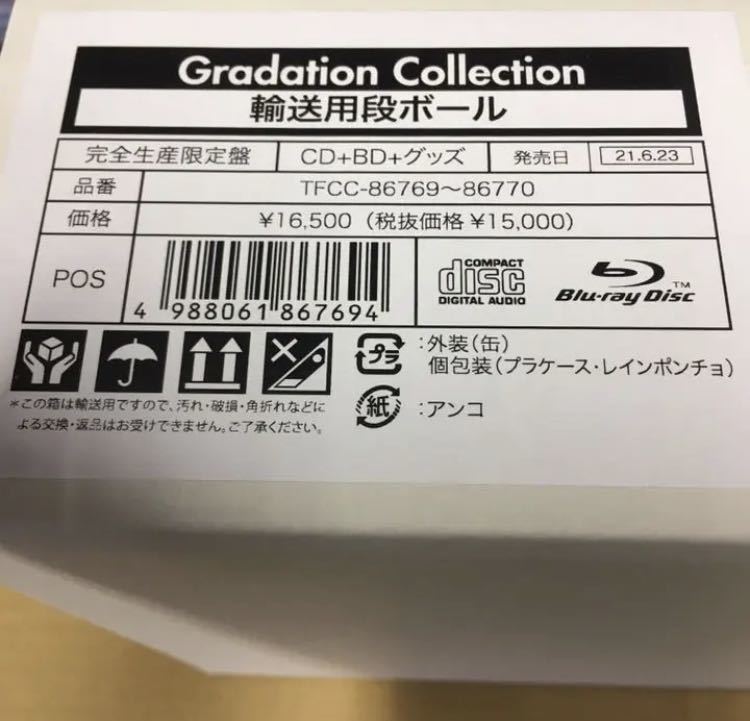 Gradation Collection
輸送用段ボール
完全生産限定盤 CD+BD+グッズ 発売日 21.6.23
品番 TFCC-86769～86770
価格 ¥16,500（税抜価格 ¥15,000）
POS 4 988061 867694 COMPACT disc DIGITAL AUDIO Blu-ray Disc TM
プラ :外装（缶）
個包装（プラケース・レインポンチョ）
紙 :アンコ
＊この箱は輸送用ですので、汚れ・破損・角折れなどに
よる交換・返品はお受けできません。ご了承ください。